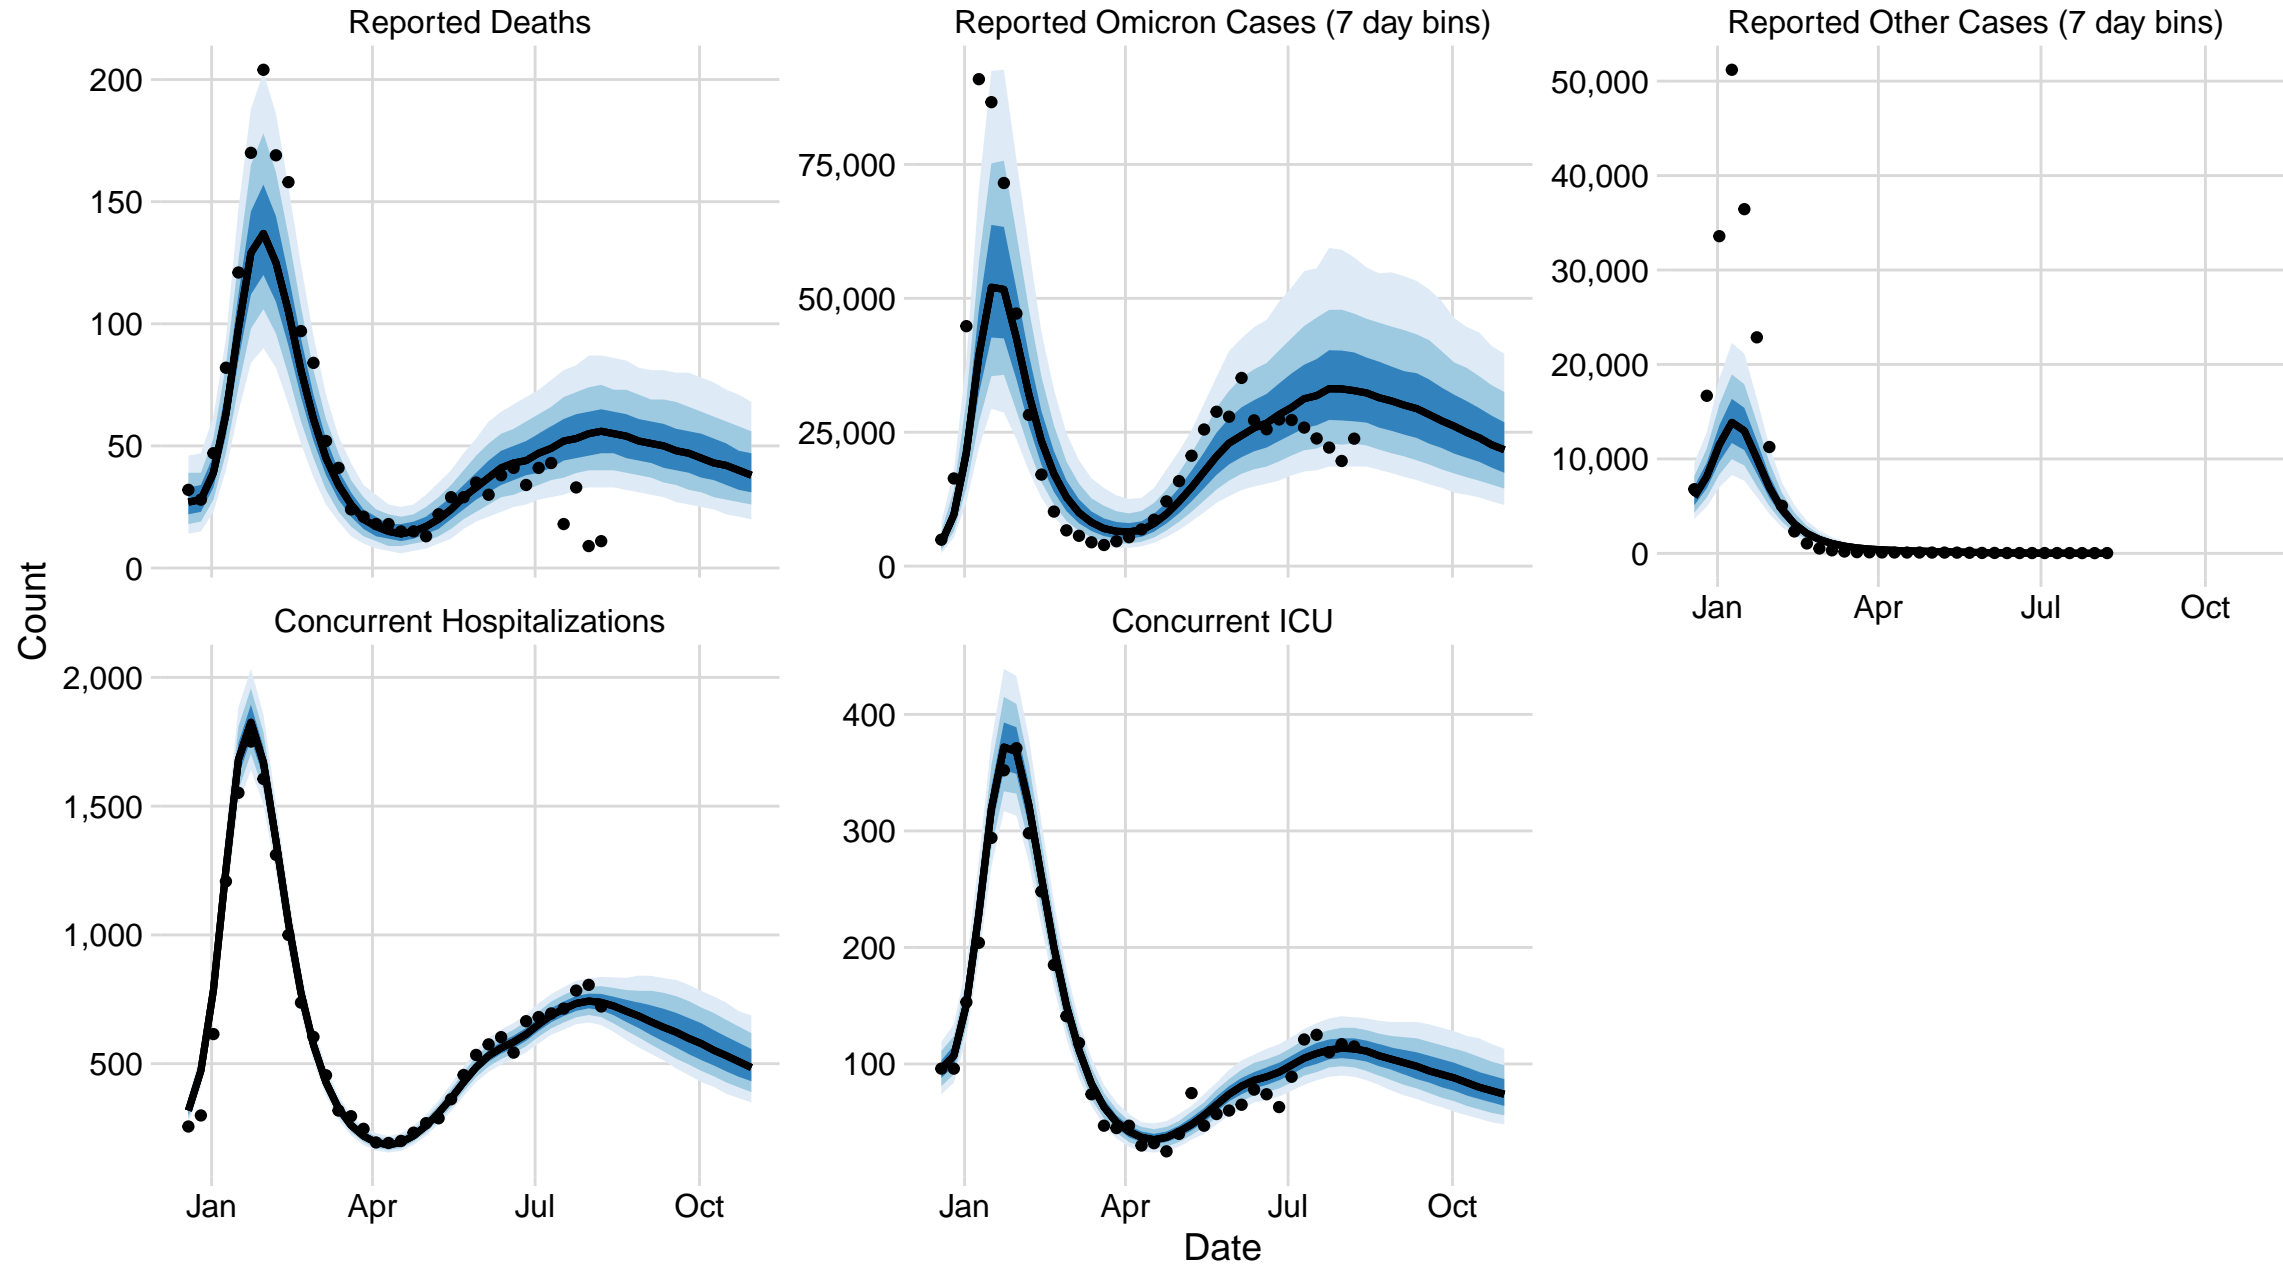 Reported Deaths
Reported Omicron Cases (7 day bins)
Reported Other Cases (7 day bins)
200
150
100
50
0
75,000
50,000
25,000
0
50,000
40,000
30,000
20,000
10,000
0
Jan Apr Jul Oct
Count
Concurrent Hospitalizations
Concurrent ICU
2,000
1,500
1,000
500
400
300
200
100
Jan Apr Jul Oct
Jan Apr Jul Oct
Date